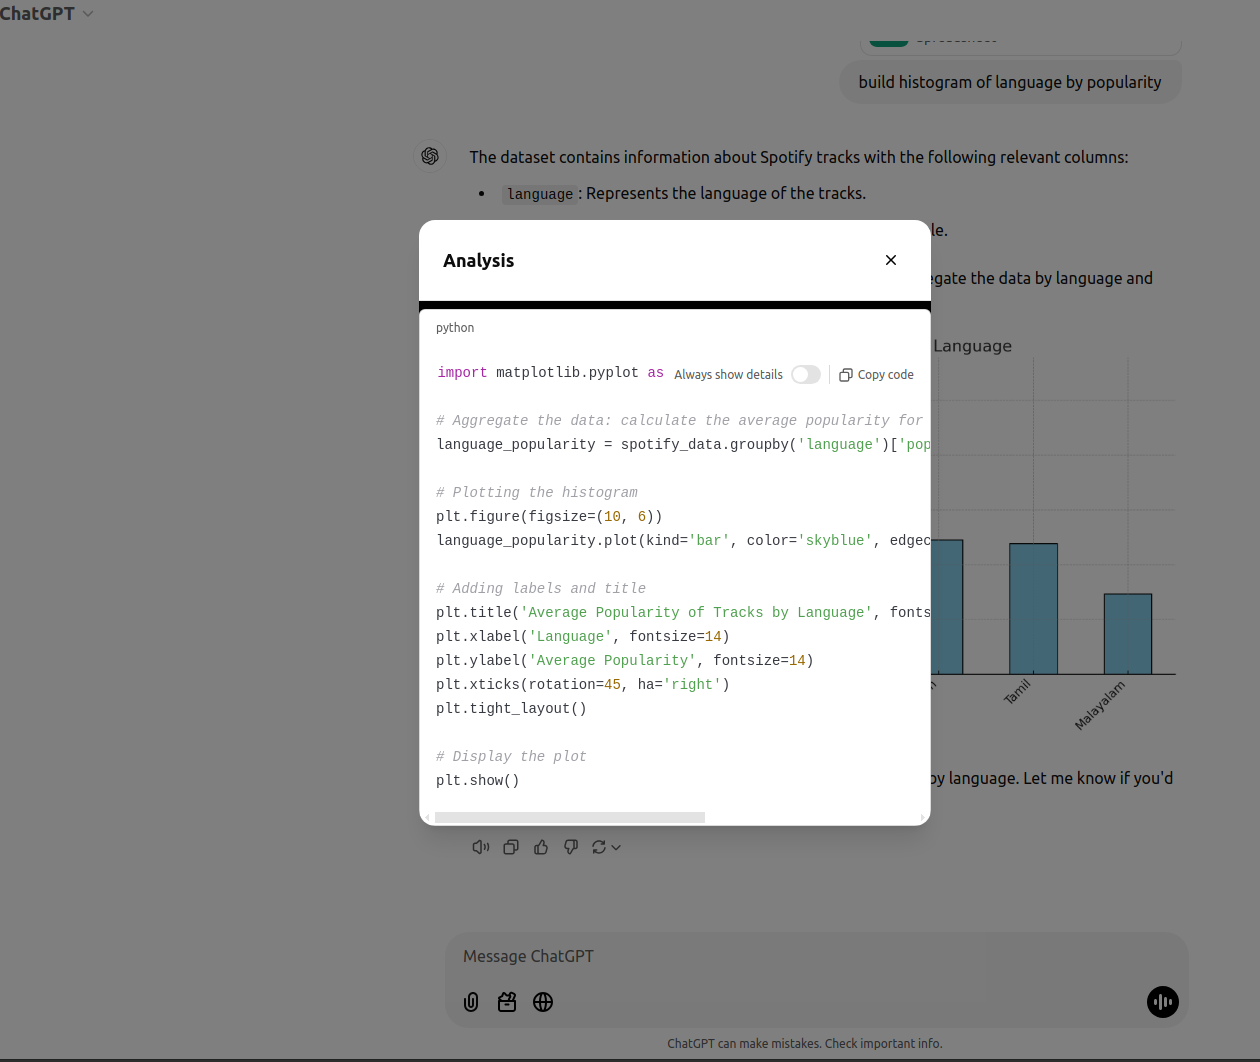 ChatGPT
build histogram of language by popularity
The dataset contains information about Spotify tracks with the following relevant columns:
• language: Represents the language of the tracks.
le.
Analysis
egate the data by language and
python
Language
import matplotlib.pyplot as
Always show details
Copy code
# Aggregate the data: calculate the average popularity for
language_popularity = spotify_data.groupby('language')['pop
# Plotting the histogram
plt.figure(figsize=(10, 6))
language_popularity.plot(kind='bar', color='skyblue', edgec
# Adding labels and title
plt.title('Average Popularity of Tracks by Language', fonts
plt.xlabel('Language', fontsize=14)
plt.ylabel('Average Popularity', fontsize=14)
plt.xticks(rotation=45, ha='right')
plt.tight_layout()
# Display the plot
plt.show()
n
Tamil
Malayalam
by language. Let me know if you'd
Message ChatGPT
ChatGPT can make mistakes. Check important info.